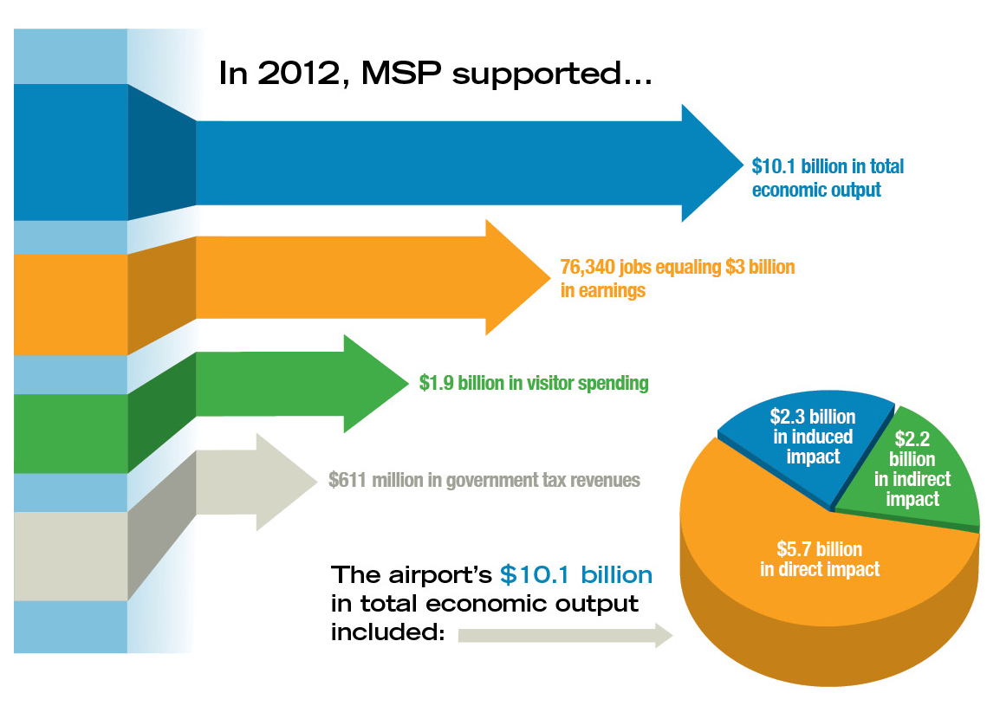 In 2012, MSP supported...
$10.1 billion in total
economic output
76,340 jobs equaling $3 billion
in earnings
$1.9 billion in visitor spending
$611 million in government tax revenues
The airport’s $10.1 billion
in total economic output
included:
$2.3 billion
in induced
impact
$2.2
billion
in indirect
impact
$5.7 billion
in direct impact